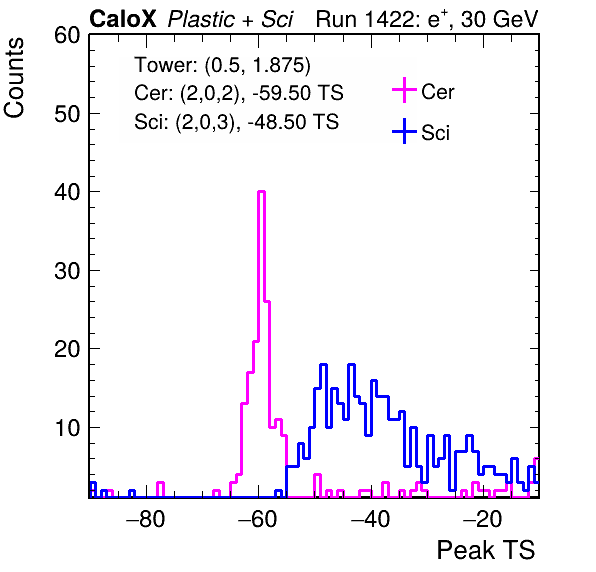 CaloX Plastic + Sci Run 1422: e+, 30 GeV
Counts
60
50
40
30
20
10
Tower: (0.5, 1.875)
Cer: (2,0,2), -59.50 TS
Sci: (2,0,3), -48.50 TS
Cer
Sci
−80 −60 −40 −20
Peak TS